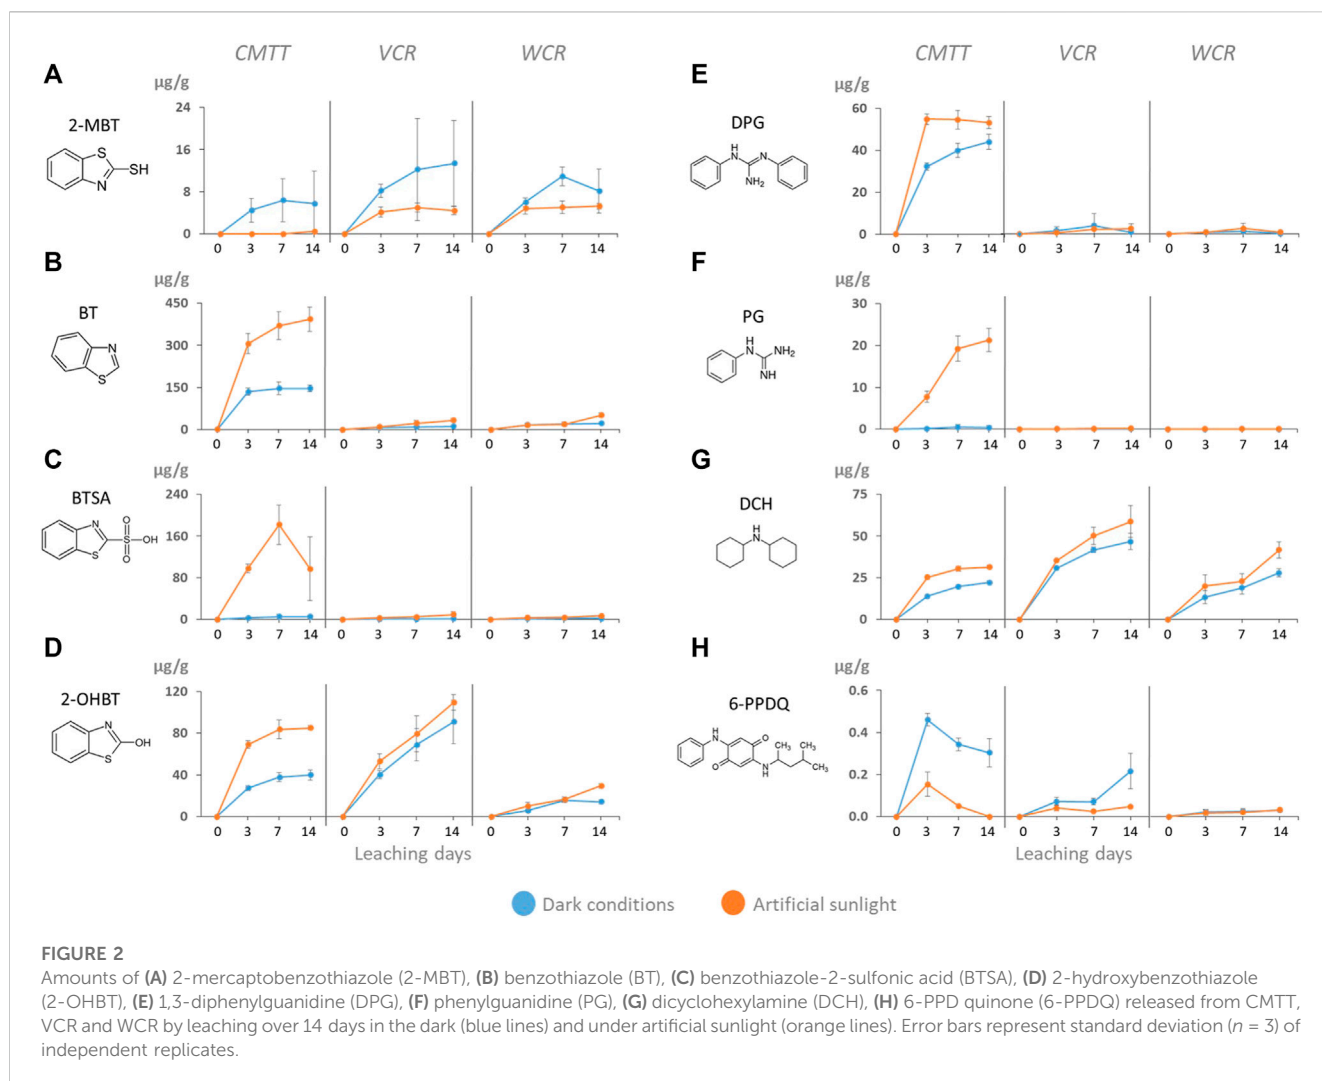 CMTT VCR WCR
A
µg/g
2-MBT
S
N
SH
24
16
8
0
0 3 7 14 0 3 7 14 0 3 7 14
B
µg/g
BT
N
S
450
300
150
0
0 3 7 14 0 3 7 14 0 3 7 14
C
µg/g
BTSA
N
S
O
S
O
OH
240
160
80
0
0 3 7 14 0 3 7 14 0 3 7 14
D
µg/g
2-OHBT
N
S
OH
120
80
40
0
0 3 7 14 0 3 7 14 0 3 7 14
Leaching days
CMTT VCR WCR
E
µg/g
DPG
H
N
N
NH2
60
40
20
0
0 3 7 14 0 3 7 14 0 3 7 14
F
µg/g
PG
H
N
NH2
NH
30
20
10
0
0 3 7 14 0 3 7 14 0 3 7 14
G
µg/g
DCH
H
N
75
50
25
0
0 3 7 14 0 3 7 14 0 3 7 14
H
µg/g
6-PPDQ
H
N
O
O
N
H
CH3
CH3
CH3
0.6
0.4
0.2
0.0
0 3 7 14 0 3 7 14 0 3 7 14
Leaching days
Dark conditions Artificial sunlight
FIGURE 2
Amounts of (A) 2-mercaptobenzothiazole (2-MBT), (B) benzothiazole (BT), (C) benzothiazole-2-sulfonic acid (BTSA), (D) 2-hydroxybenzothiazole
(2-OHBT), (E) 1,3-diphenylguanidine (DPG), (F) phenylguanidine (PG), (G) dicyclohexylamine (DCH), (H) 6-PPD quinone (6-PPDQ) released from CMTT,
VCR and WCR by leaching over 14 days in the dark (blue lines) and under artificial sunlight (orange lines). Error bars represent standard deviation (n = 3) of
independent replicates.